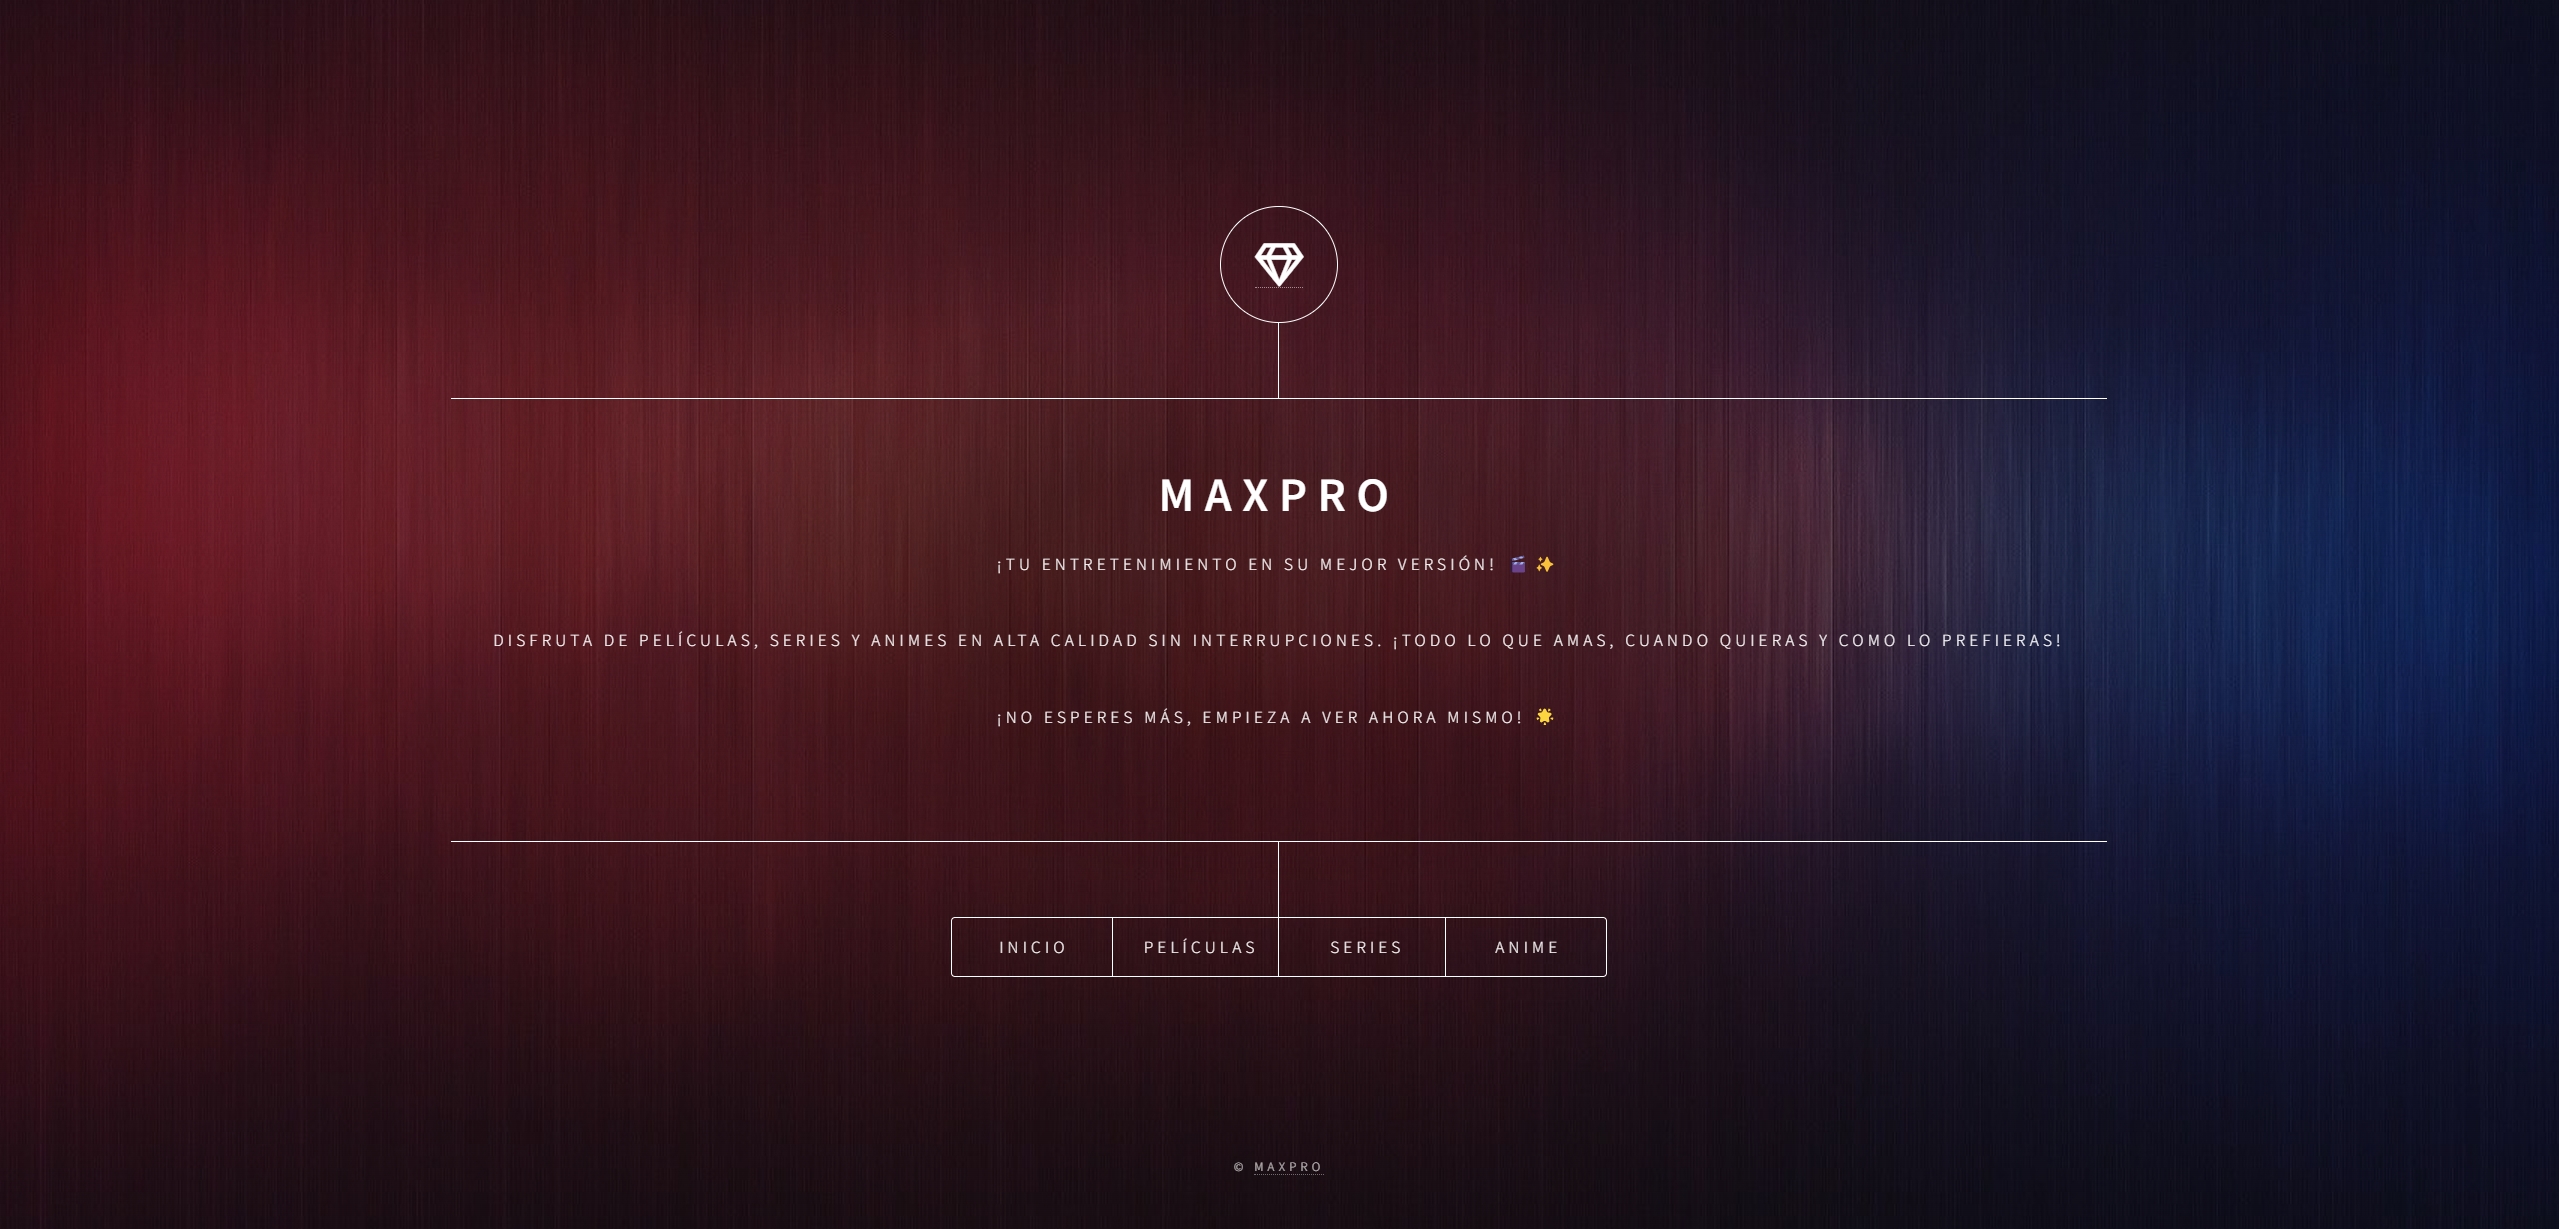 MAXPRO
¡TU ENTRETENIMIENTO EN SU MEJOR VERSIÓN! 🎬 ✨
DISFRUTA DE PELÍCULAS, SERIES Y ANIMES EN ALTA CALIDAD SIN INTERRUPCIONES. ¡TODO LO QUE AMAS, CUANDO QUIERAS Y COMO LO PREFIERAS!
¡NO ESPERES MÁS, EMPIEZA A VER AHORA MISMO! 🌟
INICIO PELÍCULAS SERIES ANIME
© MAXPRO